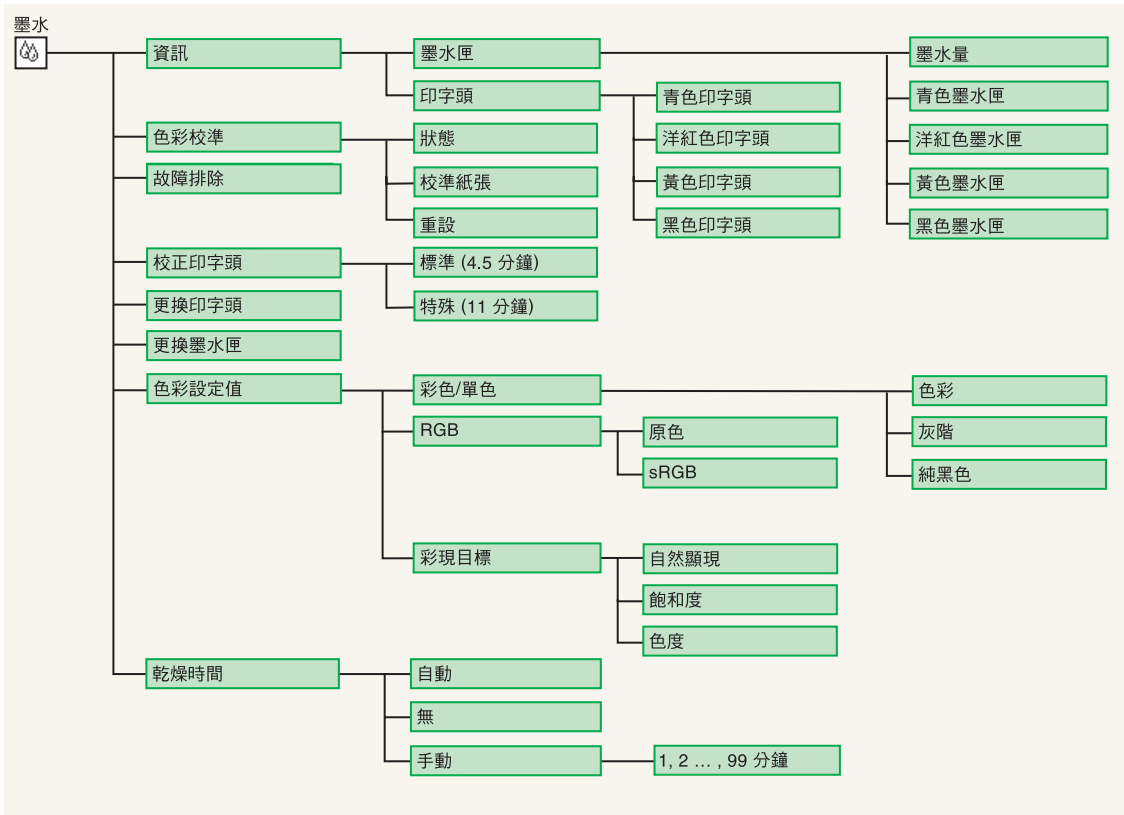 墨水
資訊
墨水匣
墨水量
青色墨水匣
洋紅色墨水匣
黃色墨水匣
黑色墨水匣
印字頭
青色印字頭
洋紅色印字頭
黃色印字頭
黑色印字頭
色彩校準
狀態
校準紙張
重設
故障排除
校正印字頭
標準 (4.5 分鐘)
特殊 (11 分鐘)
更換印字頭
更換墨水匣
色彩設定值
彩色/單色
色彩
灰階
純黑色
RGB
原色
sRGB
彩現目標
自然顯現
飽和度
色度
乾燥時間
自動
無
手動
1, 2 ... , 99 分鐘